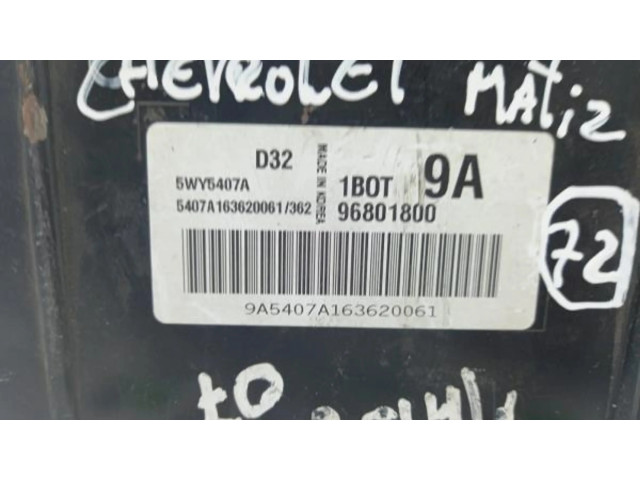 CHEVROLET MATIZ
D32
MADE IN KOREA
1BOT 9A
5WY5407A
5407A163620061/362
96801800
72
9A5407A163620061